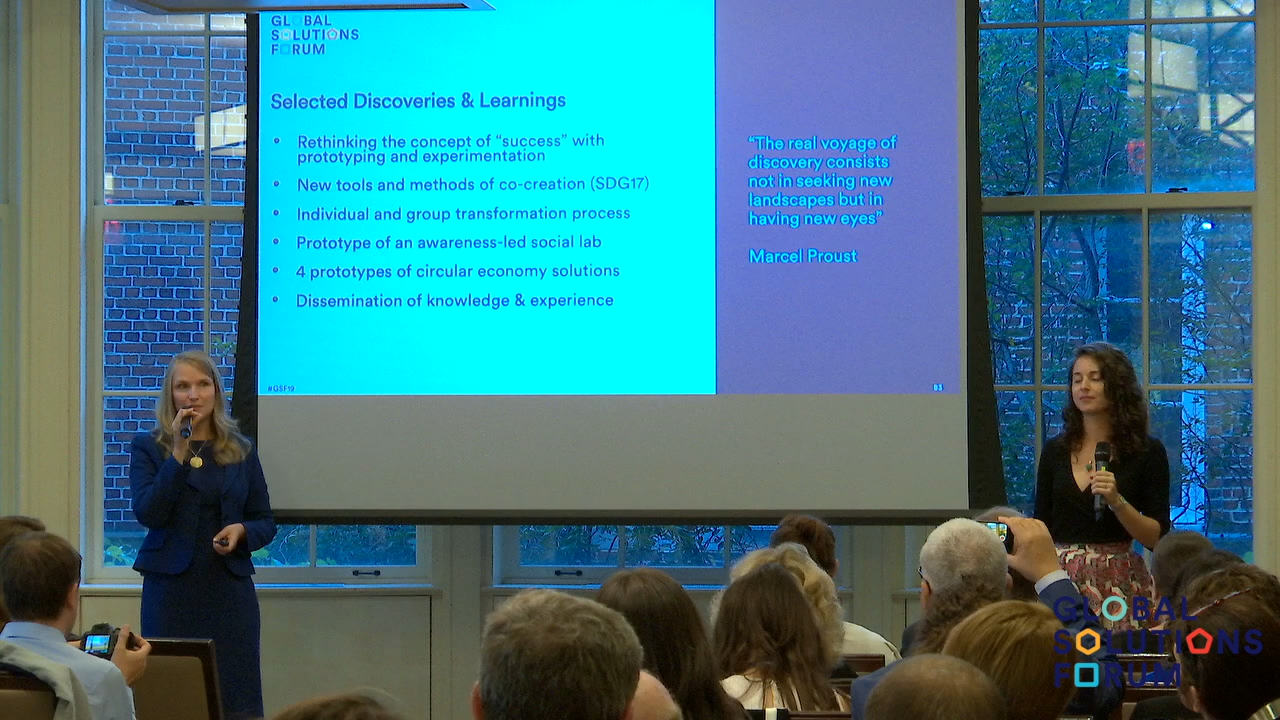 GLOBAL
SOLUTIONS
FORUM
Selected Discoveries & Learnings
• Rethinking the concept of “success” with
prototyping and experimentation
• New tools and methods of co-creation (SDG17)
• Individual and group transformation process
• Prototype of an awareness-led social lab
• 4 prototypes of circular economy solutions
• Dissemination of knowledge & experience
#GSF19
“The real voyage of
discovery consists
not in seeking new
landscapes but in
having new eyes”
Marcel Proust
83
GLOBAL
SOLUTIONS
FORUM